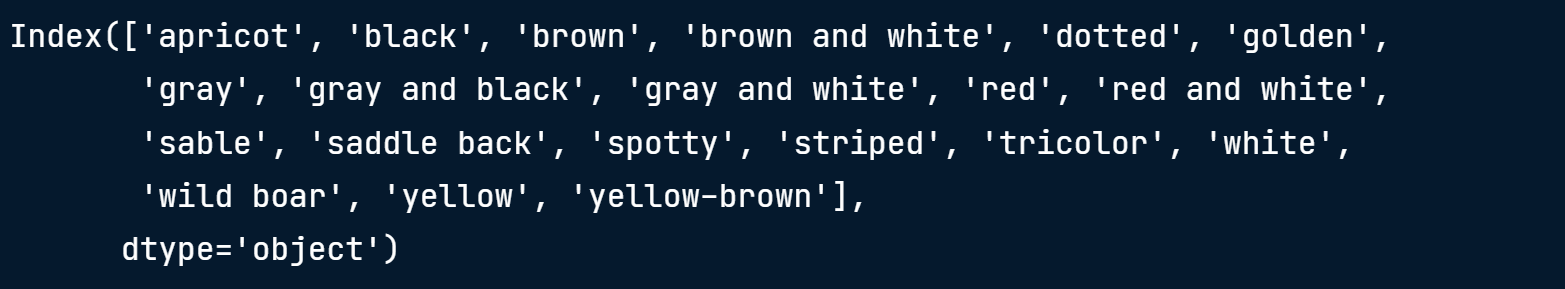 Index(['apricot', 'black', 'brown', 'brown and white', 'dotted', 'golden',
'gray', 'gray and black', 'gray and white', 'red', 'red and white',
'sable', 'saddle back', 'spotty', 'striped', 'tricolor', 'white',
'wild boar', 'yellow', 'yellow-brown'],
dtype='object')